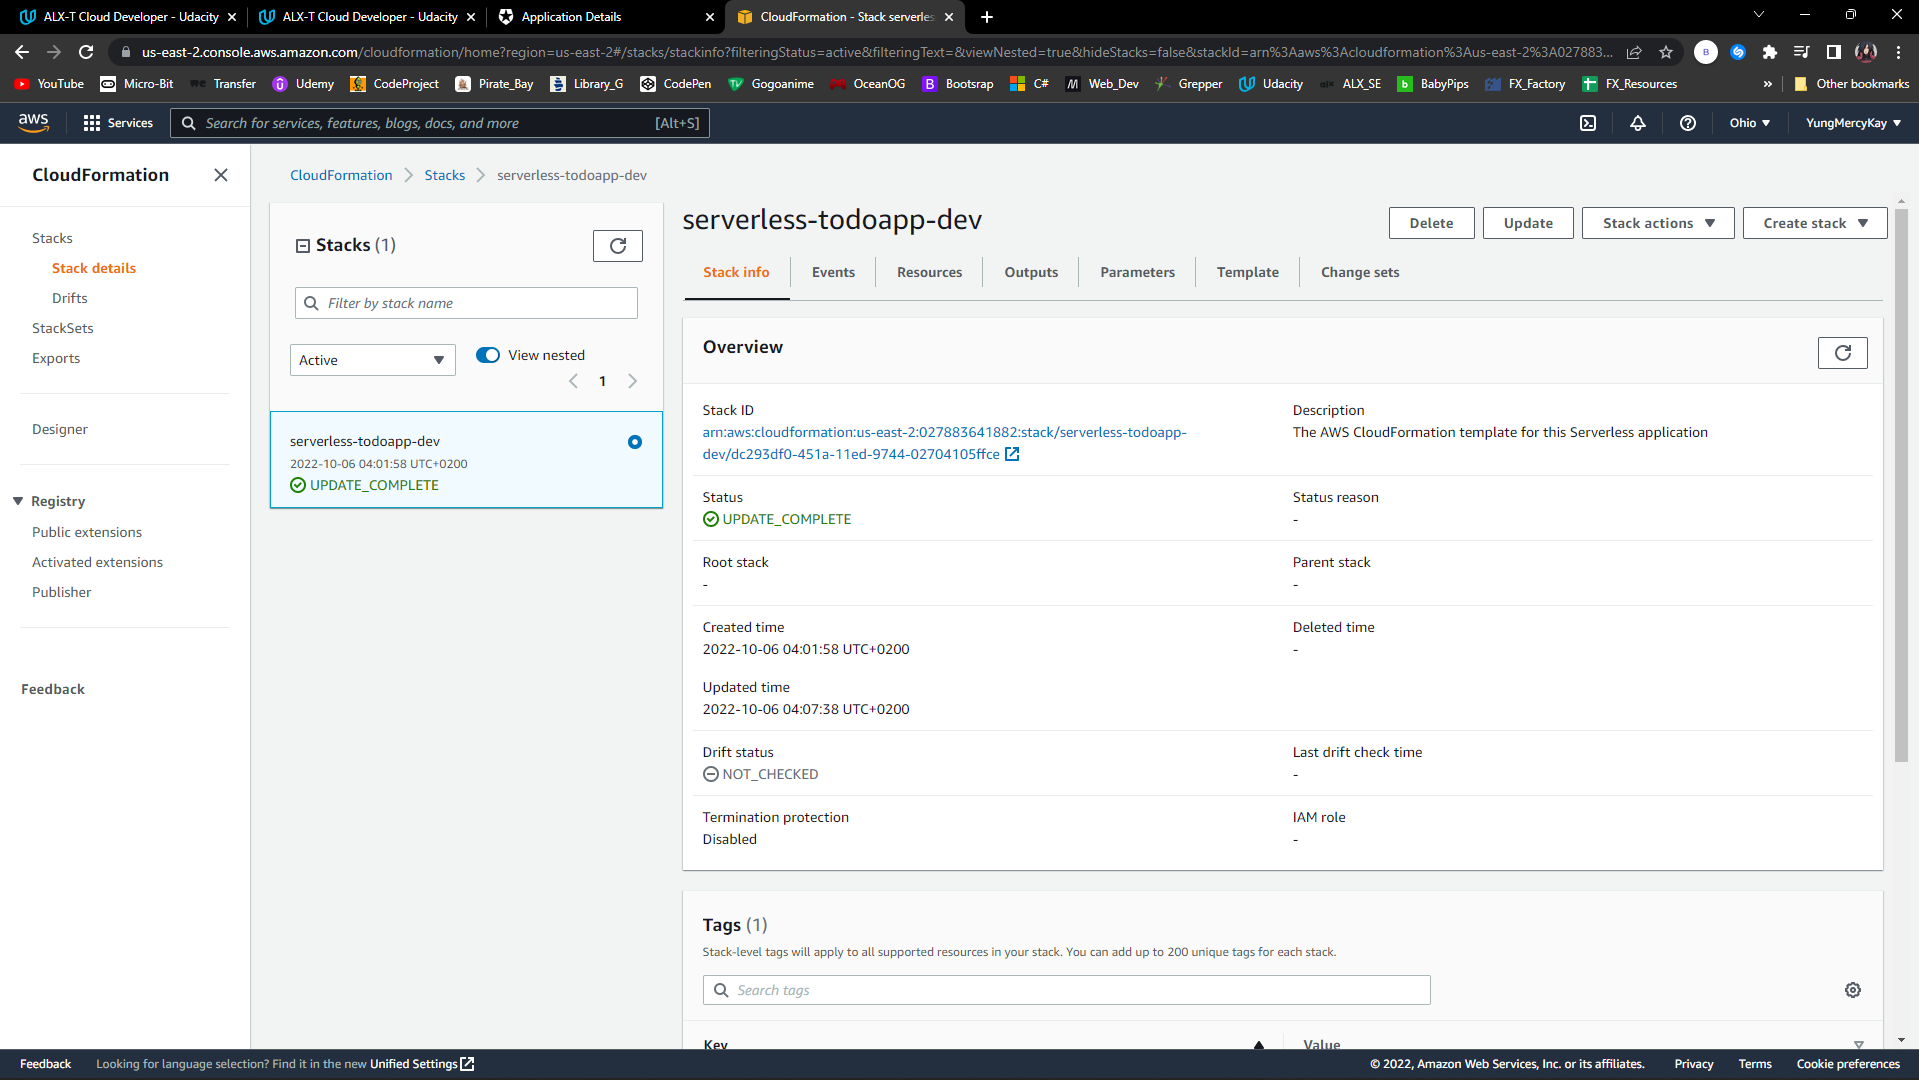 ALX-T Cloud Developer - Udacity
ALX-T Cloud Developer - Udacity
Application Details
CloudFormation - Stack serverles
us-east-2.console.aws.amazon.com/cloudformation/home?region=us-east-2#/stacks/stackinfo?filteringStatus=active&filteringText=&viewNested=true&hideStacks=false&stackId=arn%3Aaws%3Acloudformation%3Aus-east-2%3A027883...
YouTube
Micro-Bit
Transfer
Udemy
CodeProject
Pirate_Bay
Library_G
CodePen
Gogoanime
OceanOG
Bootsrap
C#
Web_Dev
Grepper
Udacity
ALX_SE
BabyPips
FX_Factory
FX_Resources
»
Other bookmarks
aws
Services
Search for services, features, blogs, docs, and more
[Alt+S]
Ohio
YungMercyKay
CloudFormation
Stacks
Stack details
Drifts
StackSets
Exports
Designer
Registry
Public extensions
Activated extensions
Publisher
Feedback
CloudFormation
Stacks
serverless-todoapp-dev
Stacks (1)
Filter by stack name
Active
View nested
1
serverless-todoapp-dev
2022-10-06 04:01:58 UTC+0200
UPDATE_COMPLETE
serverless-todoapp-dev
Delete
Update
Stack actions
Create stack
Stack info
Events
Resources
Outputs
Parameters
Template
Change sets
Overview
Stack ID
arn:aws:cloudformation:us-east-2:027883641882:stack/serverless-todoapp-
dev/dc293df0-451a-11ed-9744-02704105ffce
Description
The AWS CloudFormation template for this Serverless application
Status
UPDATE_COMPLETE
Status reason
-
Root stack
-
Parent stack
-
Created time
2022-10-06 04:01:58 UTC+0200
Deleted time
-
Updated time
2022-10-06 04:07:38 UTC+0200
Drift status
NOT_CHECKED
Last drift check time
-
Termination protection
Disabled
IAM role
-
Tags (1)
Stack-level tags will apply to all supported resources in your stack. You can add up to 200 unique tags for each stack.
Search tags
Key
Value
Feedback
Looking for language selection? Find it in the new Unified Settings
© 2022, Amazon Web Services, Inc. or its affiliates.
Privacy
Terms
Cookie preferences